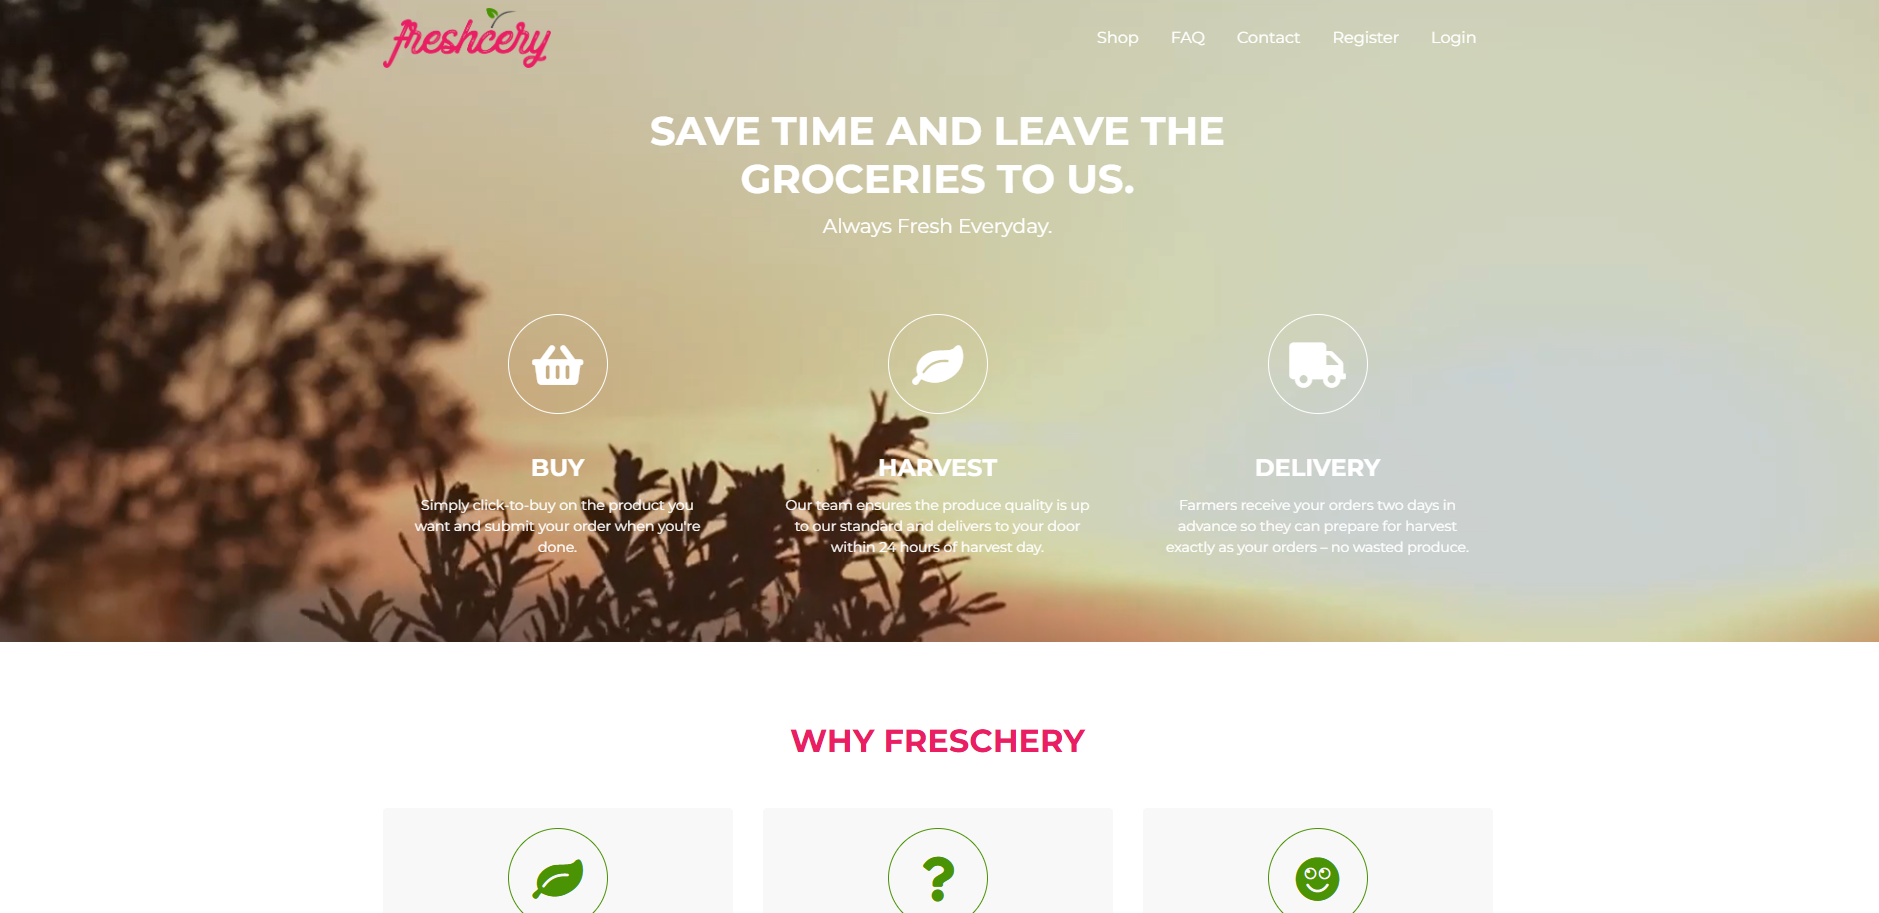 freshcery
Shop FAQ Contact Register Login
SAVE TIME AND LEAVE THE
GROCERIES TO US.
Always Fresh Everyday.
BUY
Simply click-to-buy on the product you
want and submit your order when you're
done.
HARVEST
Our team ensures the produce quality is up
to our standard and delivers to your door
within 24 hours of harvest day.
DELIVERY
Farmers receive your orders two days in
advance so they can prepare for harvest
exactly as your orders – no wasted produce.
WHY FRESCHERY